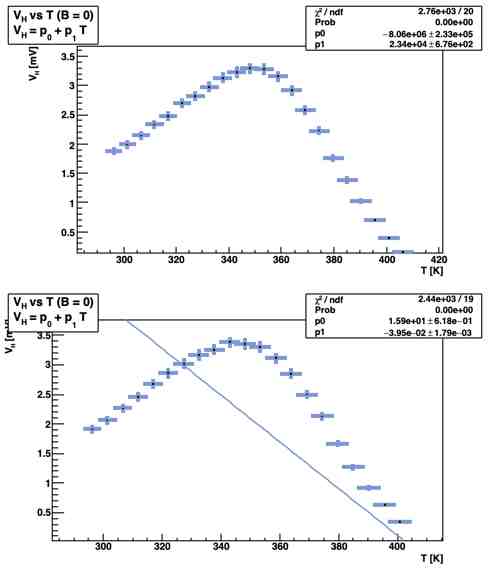 V_H vs T (B = 0)
V_H = p_0 + p_1 T
χ² / ndf 2.76e+03 / 20
Prob 0.00e+00
p0 −8.06e+06 ± 2.33e+05
p1 2.34e+04 ± 6.76e+02
V_H [mV]
3.5
3
2.5
2
1.5
1
0.5
300 320 340 360 380 400 420
T [K]
V_H vs T (B = 0)
V_H = p_0 + p_1 T
χ² / ndf 2.44e+03 / 19
Prob 0.00e+00
p0 1.59e+01 ± 6.18e−01
p1 −3.95e−02 ± 1.79e−03
V_H
3.5
3
2.5
2
1.5
1
0.5
300 320 340 360 380 400
T [K]